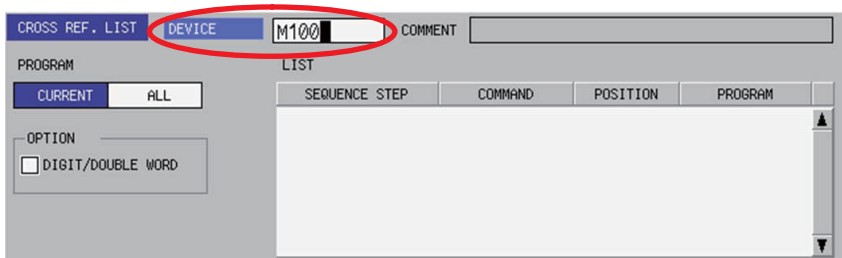 CROSS REF. LIST DEVICE M100 COMMENT
PROGRAM LIST
CURRENT ALL SEQUENCE STEP COMMAND POSITION PROGRAM
OPTION
DIGIT/DOUBLE WORD